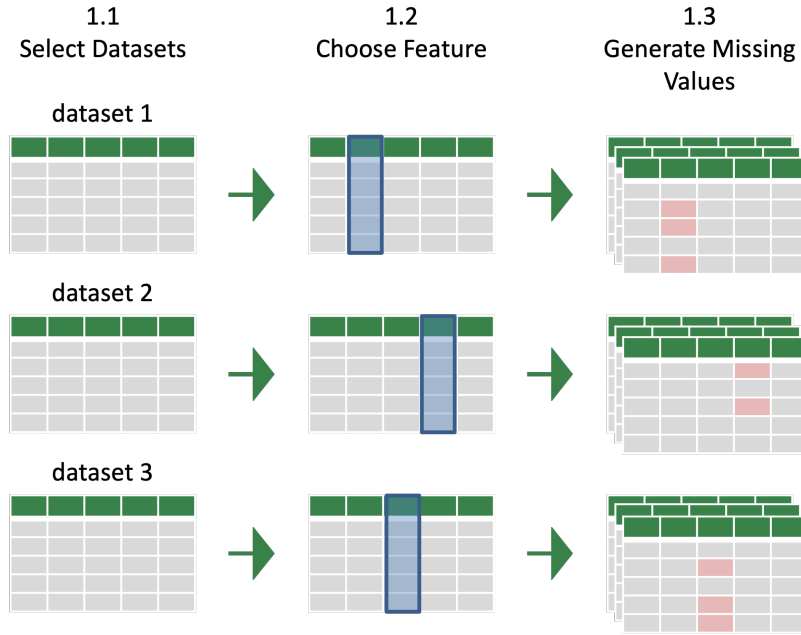 1.1
Select Datasets
1.2
Choose Feature
1.3
Generate Missing
Values
dataset 1
dataset 2
dataset 3